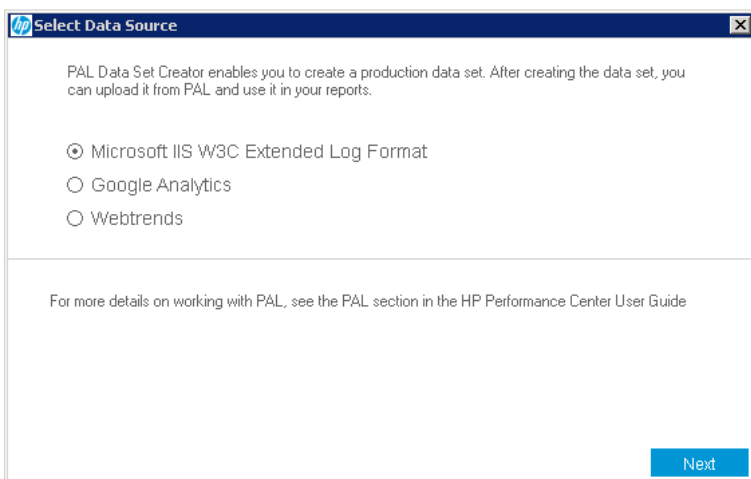 hp Select Data Source
PAL Data Set Creator enables you to create a production data set. After creating the data set, you
can upload it from PAL and use it in your reports.
Microsoft IIS W3C Extended Log Format
Google Analytics
Webtrends
For more details on working with PAL, see the PAL section in the HP Performance Center User Guide
Next